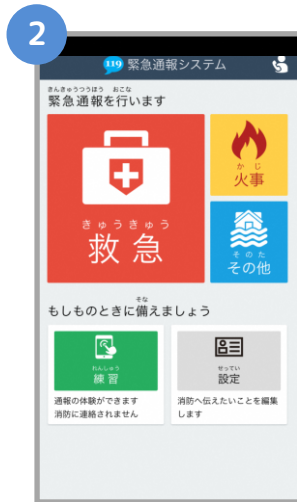 2
119 緊急通報システム
きんきゅうつうほう おこな
緊急通報を行います
きゅうきゅう
救急
かじ
火事
そのた
その他
そな
もしものときに備えましょう
れんしゅう
練習
せってい
設定
通報の体験ができます
消防に連絡されません
消防へ伝えたいことを編集
します